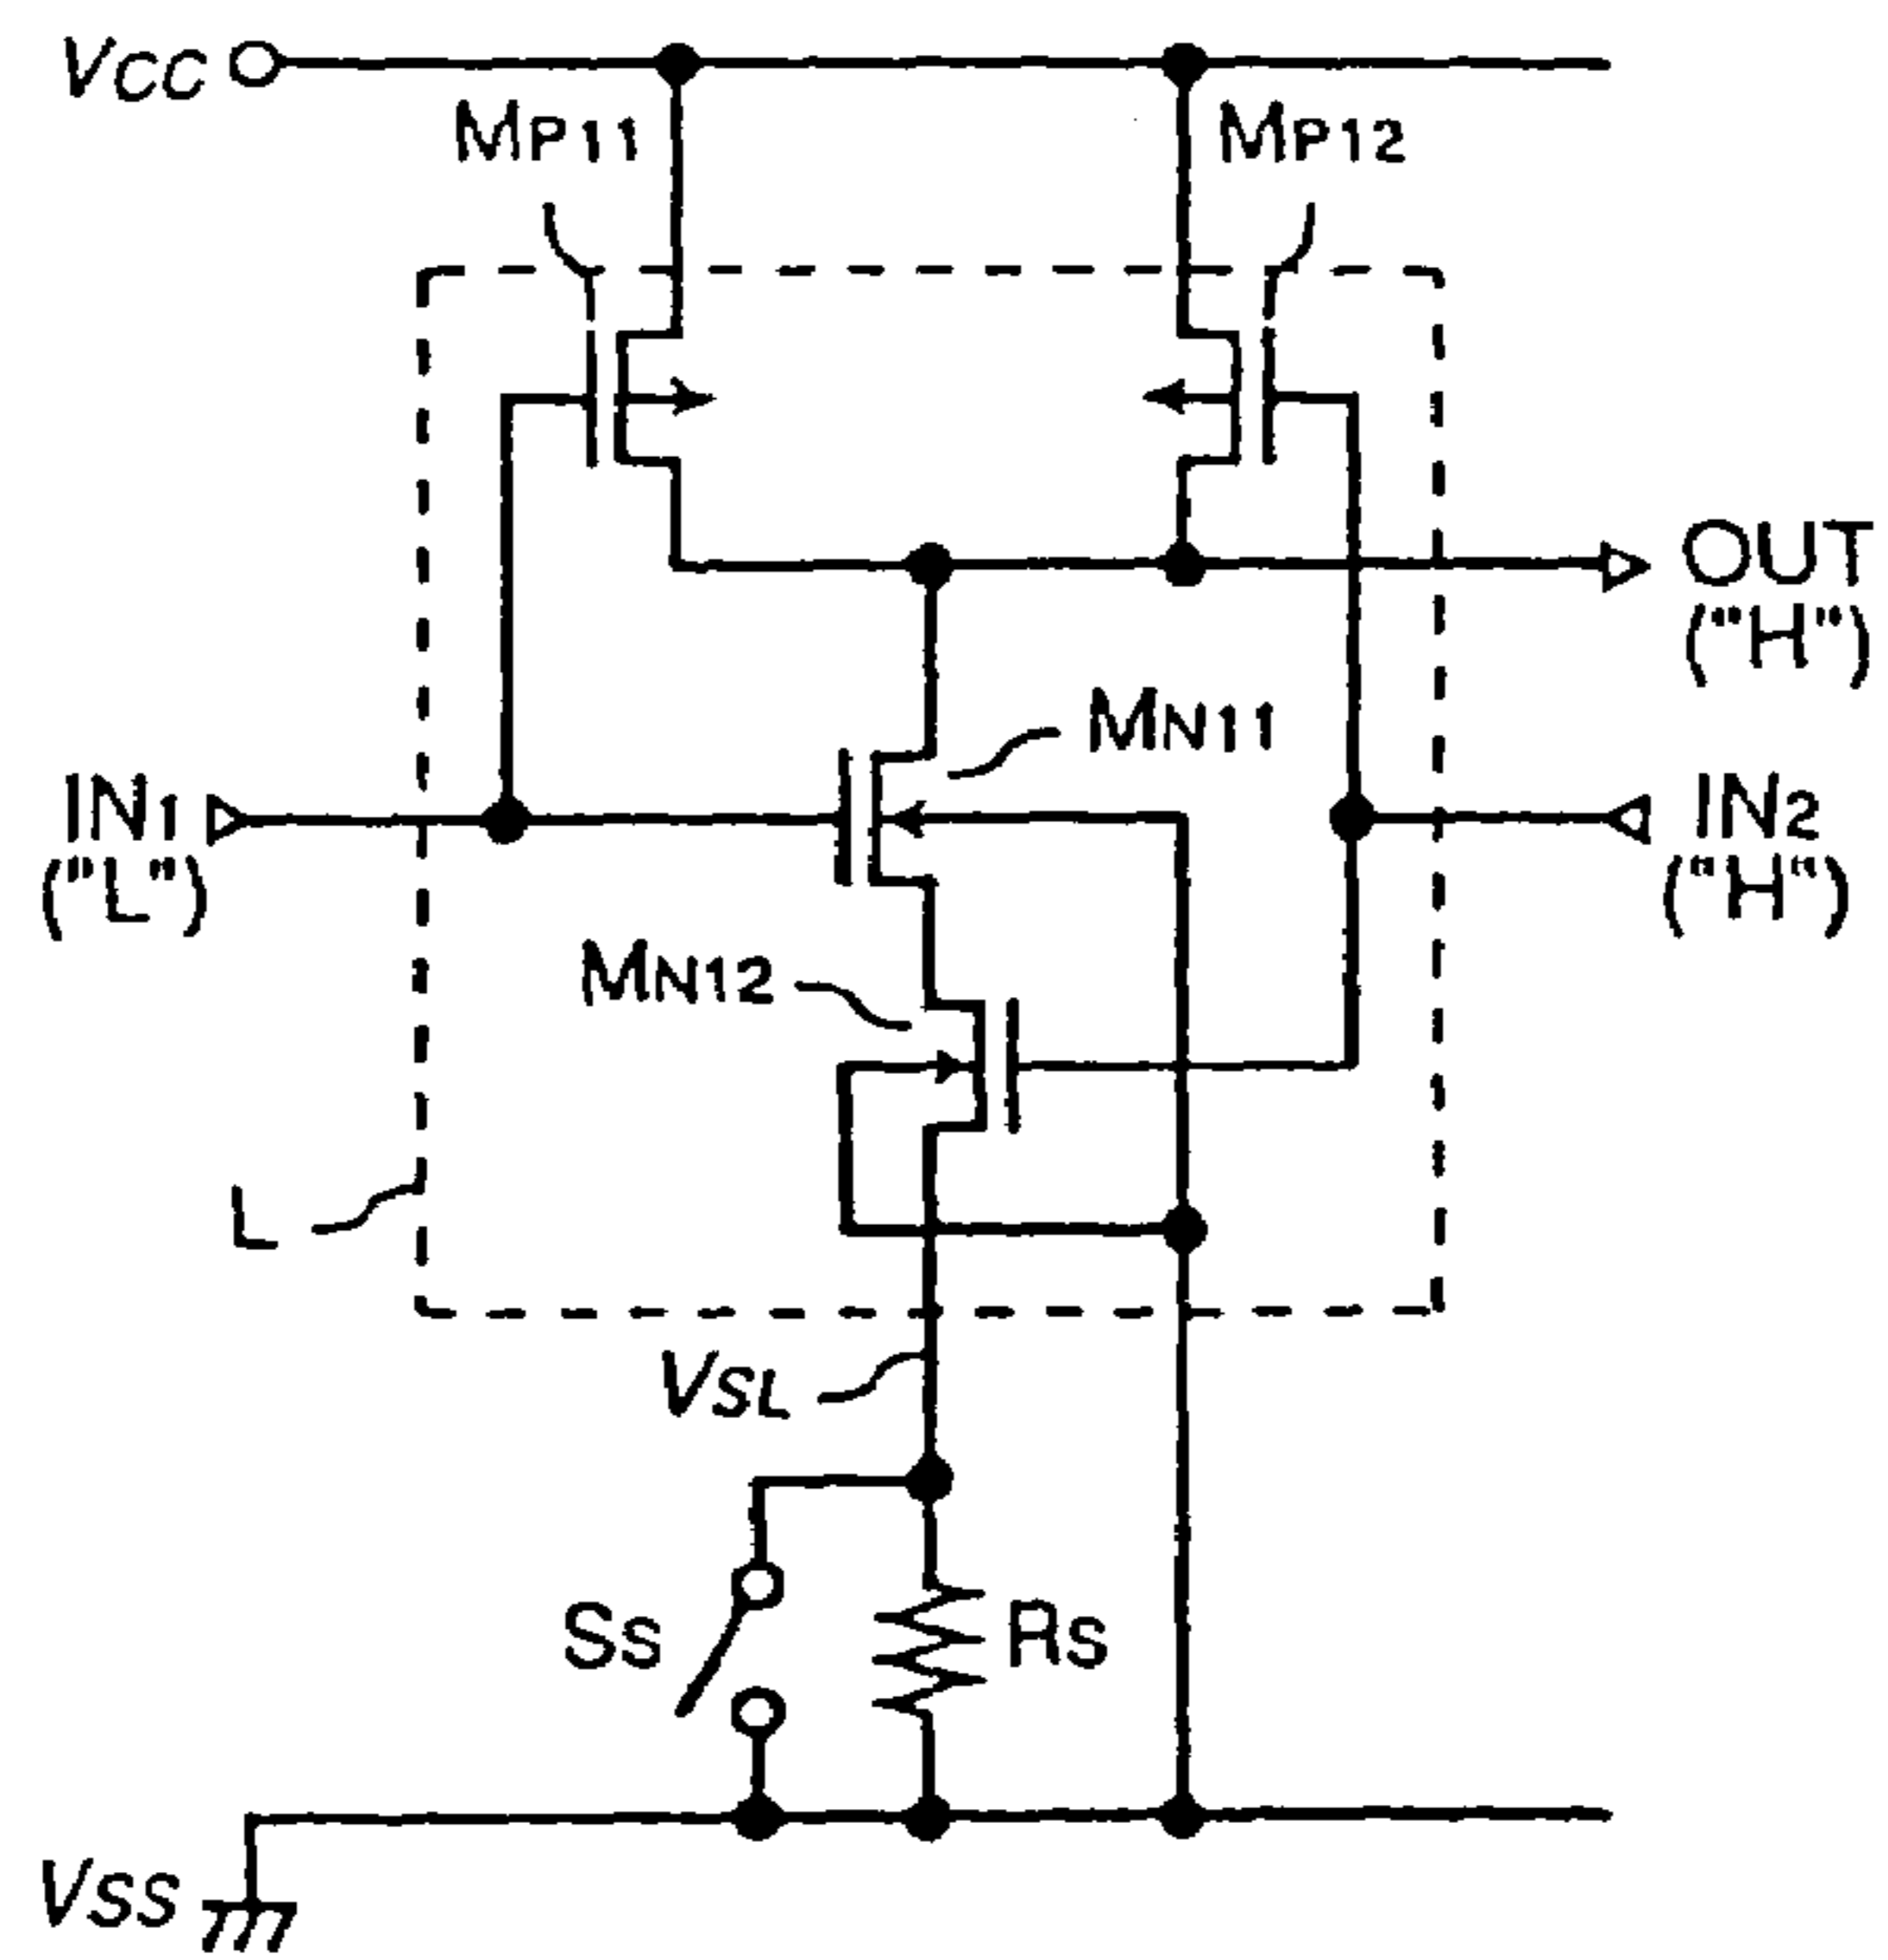 VCC
MP11
MP12
OUT
("H")
MN11
IN1
("L")
IN2
("H")
MN12
L
VSL
SS
RS
VSS